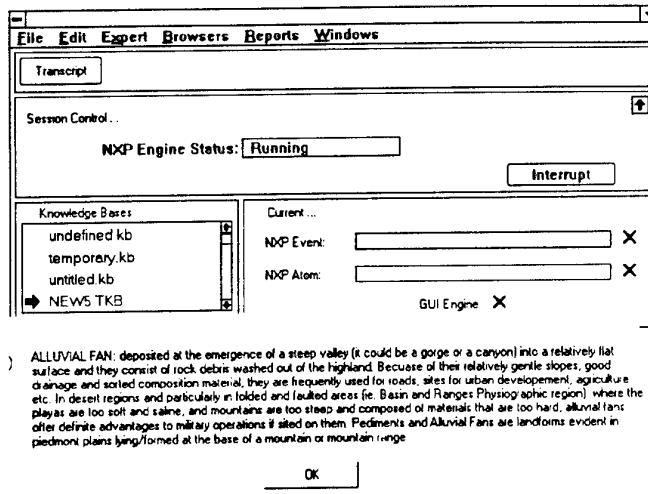 File Edit Expert Browsers Reports Windows
Transcript
Session Control . .
NXP Engine Status: Running
Interrupt
Knowledge Bases
undefined.kb
temporary.kb
untitled.kb
NEW5 TKB
Current ...
NXP Event:
NXP Atom:
GUI Engine
ALLUVIAL FAN: deposited at the emergence of a steep valley (it could be a gorge or a canyon) into a relatively flat
surface and they consist of rock debris washed out of the highland. Becuase of their relatively gentle slopes, good
drainage and sorted composition material, they are frequently used for roads, sites for urban developement, agriculture
etc. In desert regions and particularly in folded and faulted areas (ie. Basin and Ranges Physiographic region) where the
playas are too soft and saline, and mountains are too steep and composed of materials that are too hard, alluvial fans
offer definite advantages to military operations if sited on them. Pediments and Alluvial Fans are landforms evident in
piedmont plains lying/formed at the base of a mountain or mountain range
OK